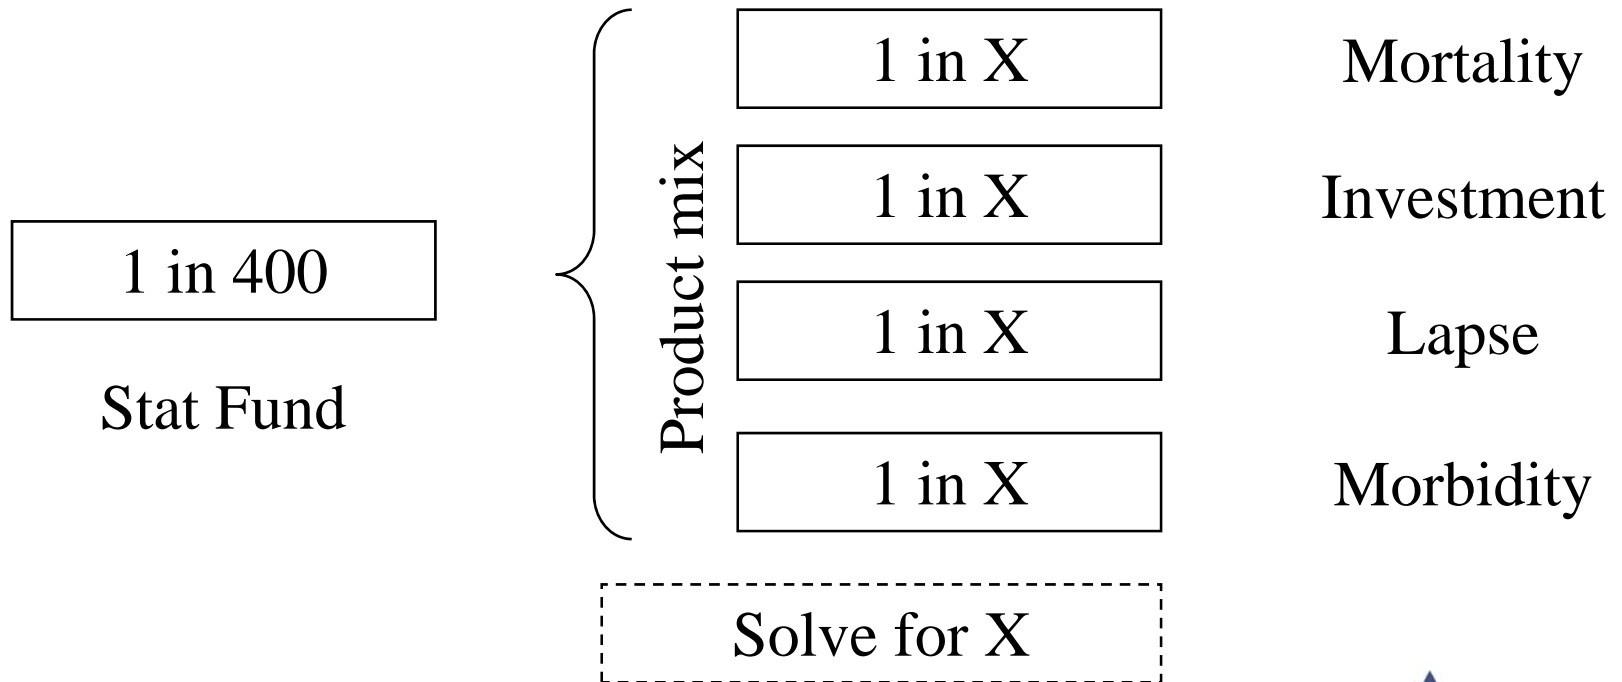 1 in X
Mortality
1 in X
Investment
1 in 400
Product mix
1 in X
Lapse
Stat Fund
1 in X
Morbidity
Solve for X